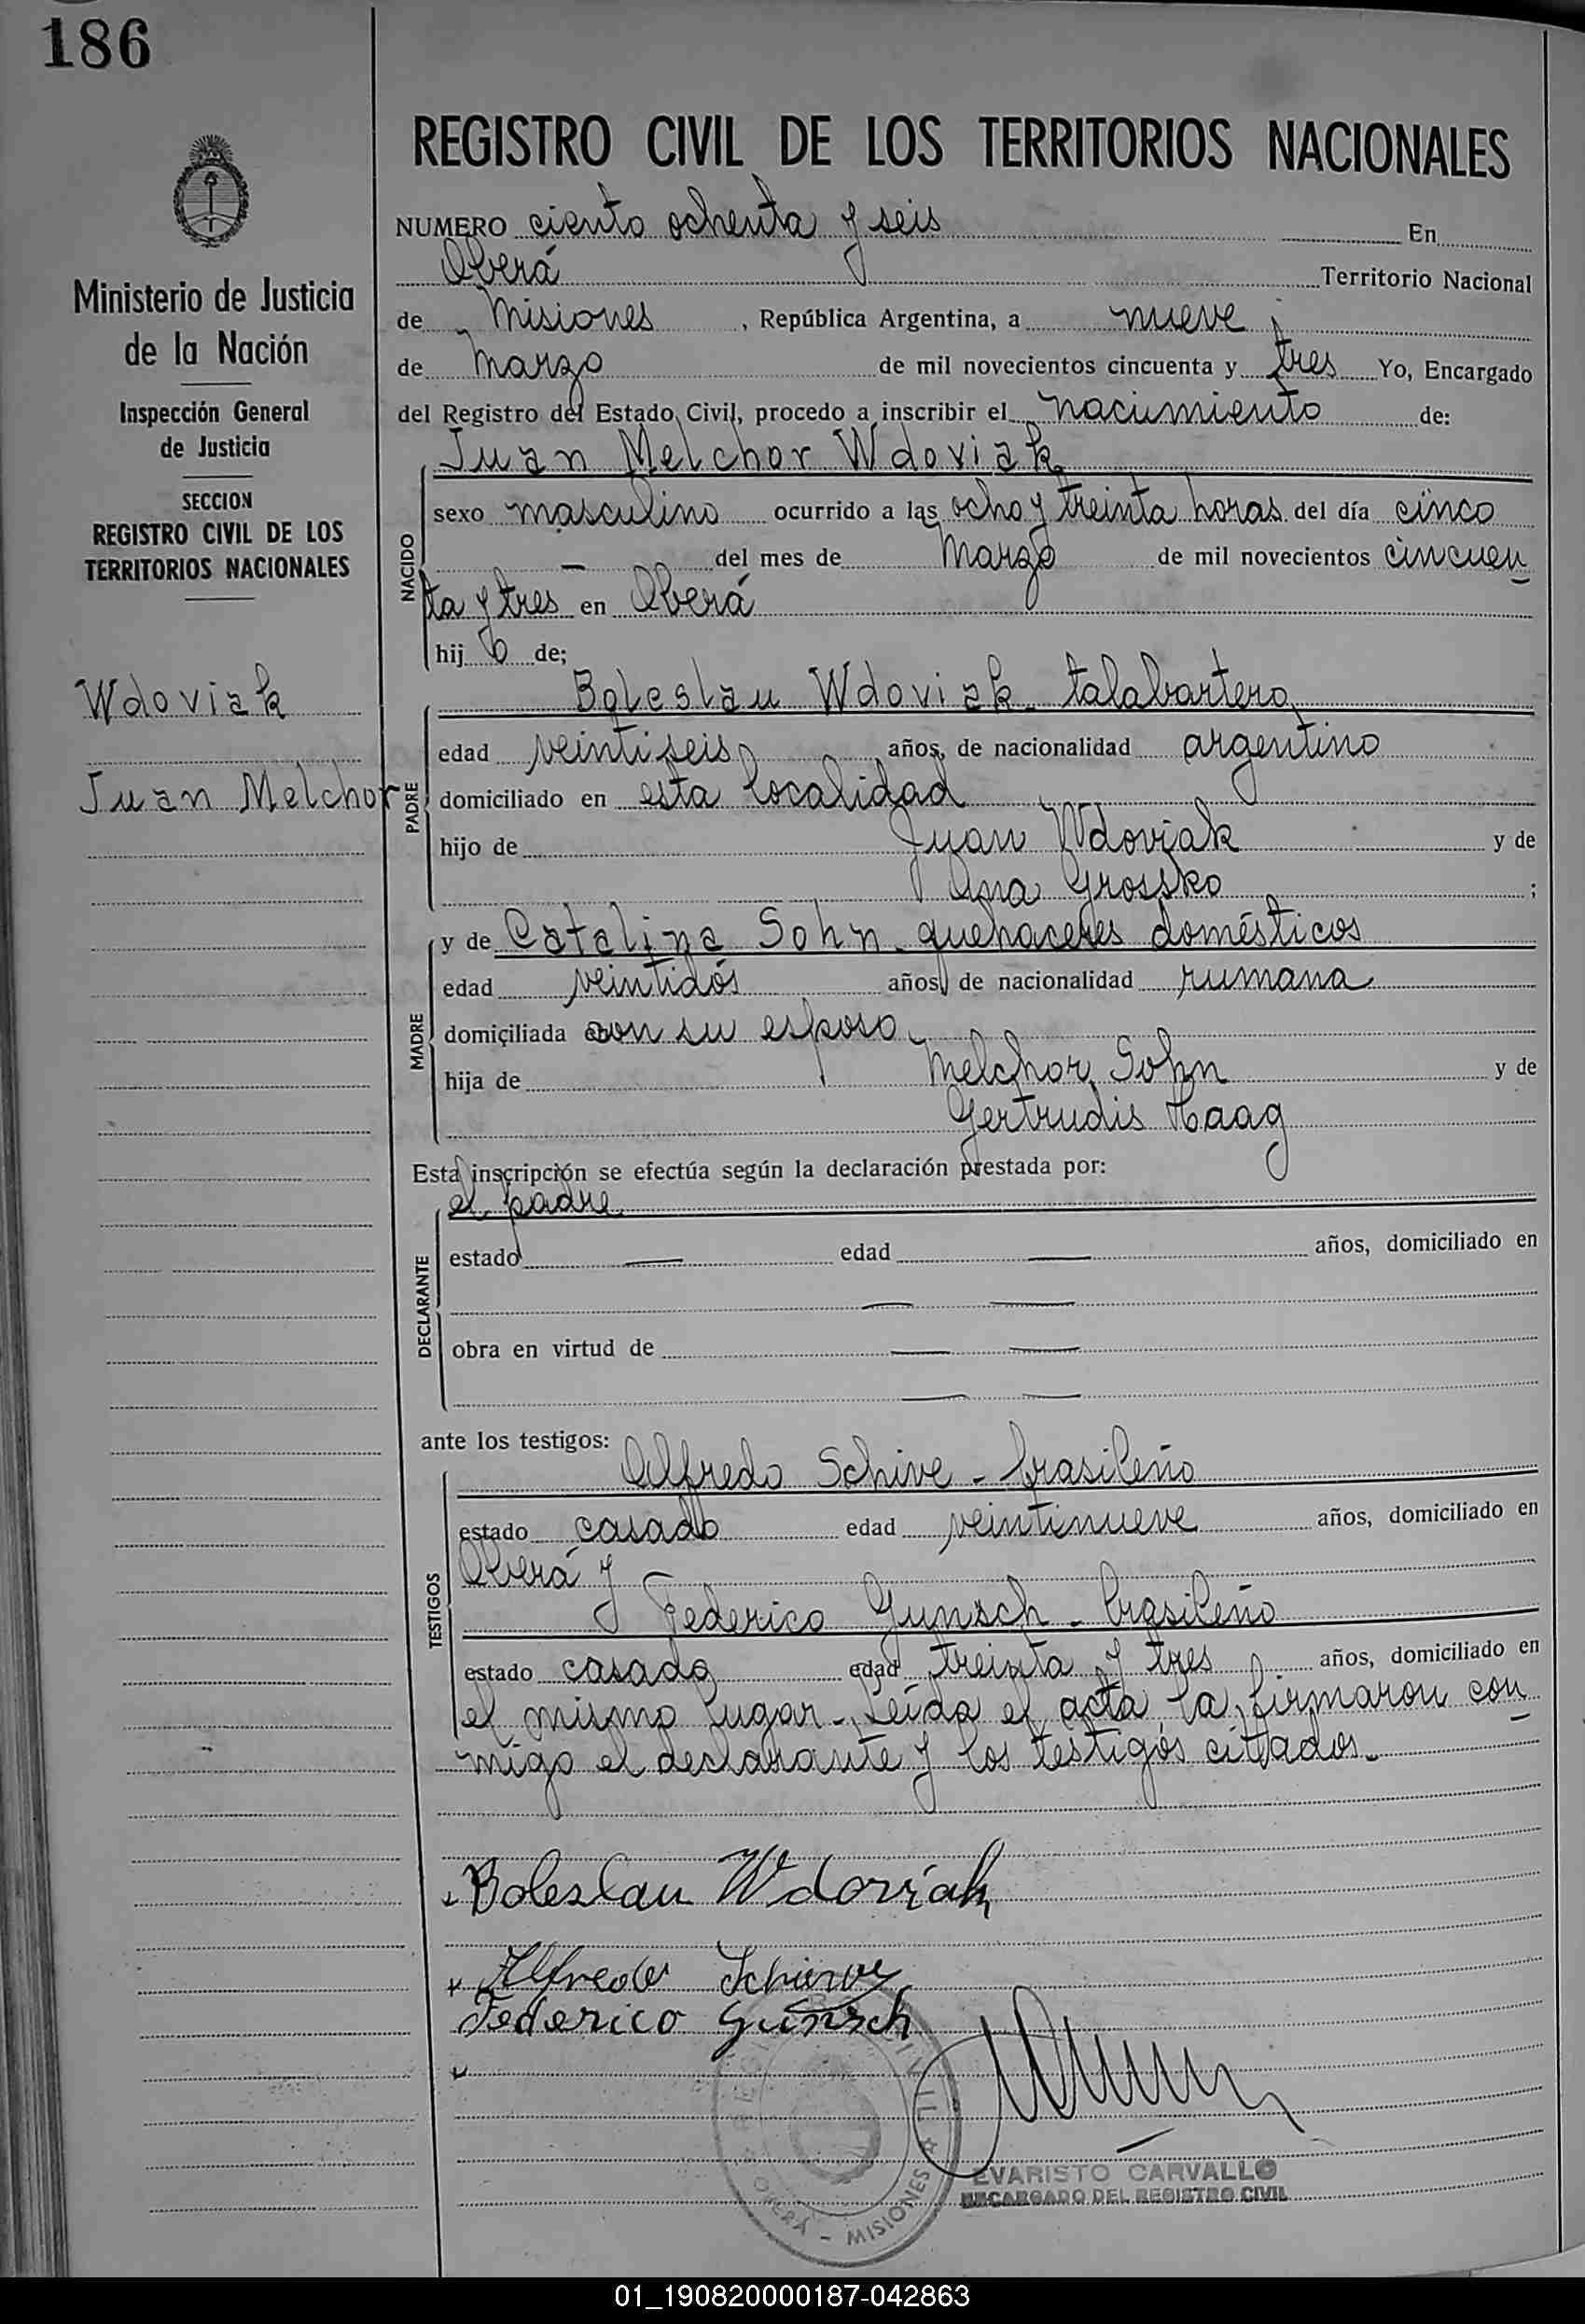 186
REGISTRO CIVIL DE LOS TERRITORIOS NACIONALES
Ministerio de Justicia
de la Nación
Inspección General
de Justicia
SECCION
REGISTRO CIVIL DE LOS
TERRITORIOS NACIONALES
Wdoviak
Juan Melchor
NUMERO ciento ochenta y seis En
Oberá Territorio Nacional
de Misiones, República Argentina, a nueve
de Marzo de mil novecientos cincuenta y tres Yo, Encargado
del Registro del Estado Civil, procedo a inscribir el nacimiento de:
Juan Melchor Wdoviak
NACIDO
sexo masculino ocurrido a las ocho y treinta horas del día cinco
— del mes de Marzo de mil novecientos cincuen
ta y tres en Oberá
hijo de;
PADRE
Boleslau Wdoviak - talabartero
edad veintiseis años, de nacionalidad argentino
domiciliado en esta localidad
hijo de Juan Wdoviak y de
Ana Grossko ;
MADRE
y de Catalina Sohn - quehaceres domésticos
edad veintidós años, de nacionalidad rumana
domiciliada con su esposo
hija de Melchor Sohn y de
Gertrudis Haag
Esta inscripción se efectúa según la declaración prestada por:
DECLARANTE
el padre
estado — edad — años, domiciliado en
— —
obra en virtud de — —
— —
ante los testigos:
TESTIGOS
Alfredo Schive - brasileño
estado casado edad veintinueve años, domiciliado en
Oberá y
Federico Gunsch - brasileño
estado casado edad treinta y tres años, domiciliado en
el mismo lugar - Leída el acta la firmaron con
migo el declarante y los testigos citados.-
Boleslau Wdoviak
Alfredo
Federico Gunsch
REGISTRO CIVIL
OBERÁ - MISIONES
EVARISTO CARVALLO
ENCARGADO DEL REGISTRO CIVIL
01_190820000187-042863